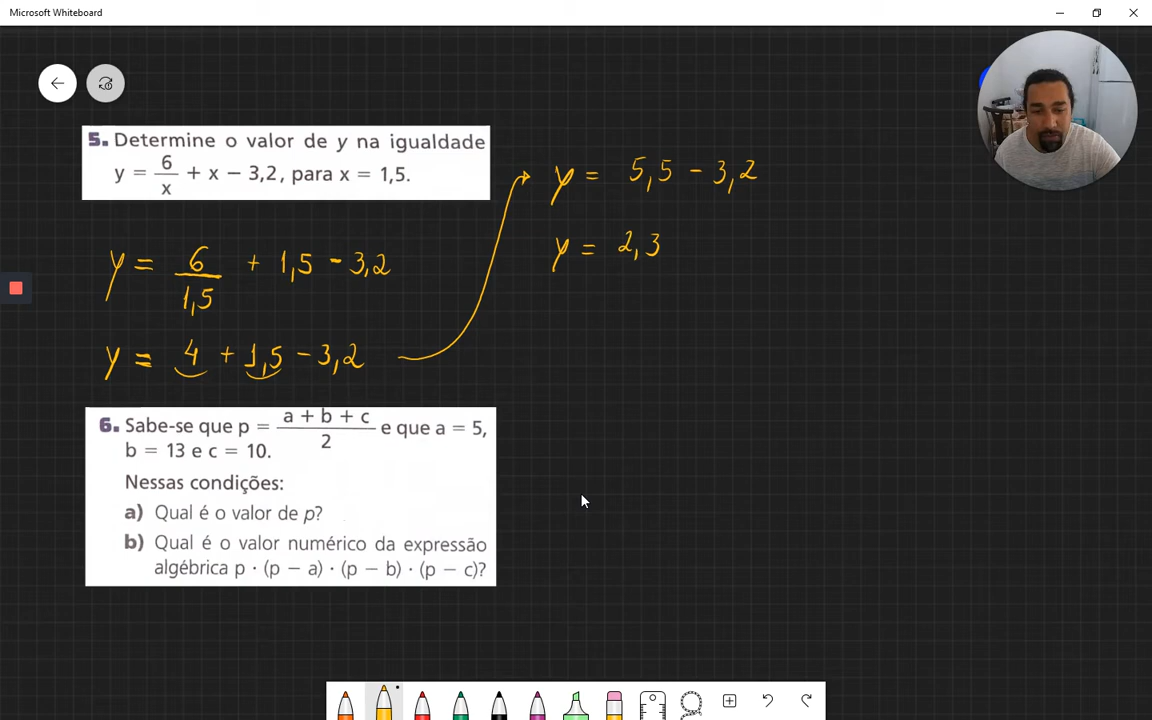 Microsoft Whiteboard
5. Determine o valor de y na igualdade
y = 6/x + x − 3,2, para x = 1,5.
y = 6/1,5 + 1,5 - 3,2
y = 4 + 1,5 - 3,2
y = 5,5 - 3,2
y = 2,3
6. Sabe-se que p = (a + b + c)/2 e que a = 5,
b = 13 e c = 10.
Nessas condições:
a) Qual é o valor de p?
b) Qual é o valor numérico da expressão
algébrica p · (p − a) · (p − b) · (p − c)?